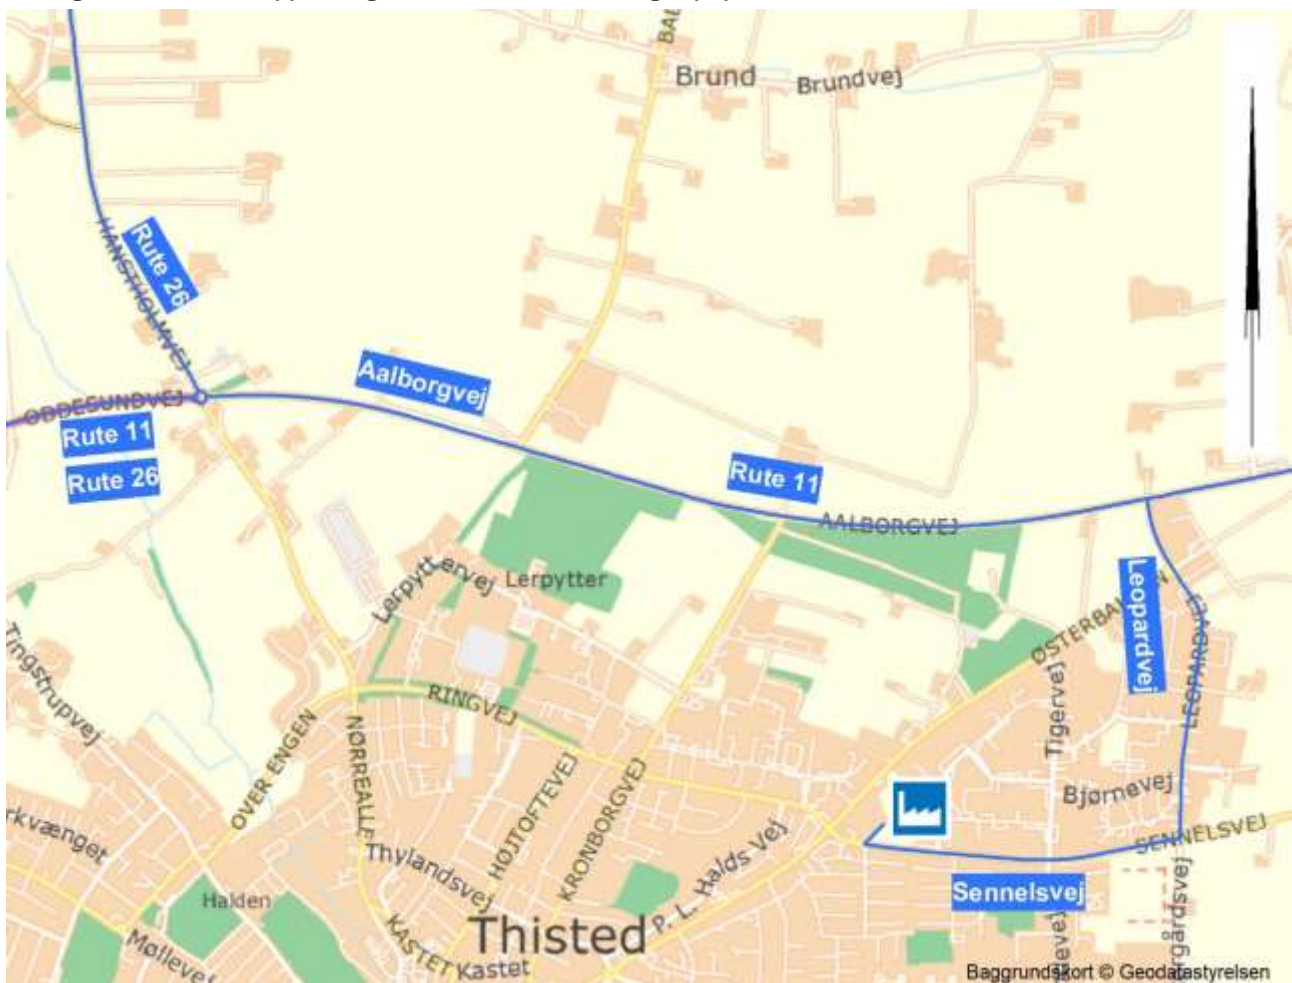 Brund
Brundvej
HANSTHOLMVEJ
Rute 26
Aalborgvej
ODDESUNDVEJ
Rute 11
Rute 26
Rute 11
AALBORGVEJ
Lerpyttervej
Lerpytter
Leopardvej
LEOPARDVEJ
Tingstrupvej
RINGVEJ
Tigervej
OVER ENGEN
NØRREALLE
HØJTOFTEVEJ
KRONBORGVEJ
Bjørnevej
SENNELSVEJ
P. L. Halds Vej
Thylandsvej
Halden
Sennelsvej
Møllevej
KASTET
Kastet
Thisted
Baggrundskort © Geodatastyrelsen